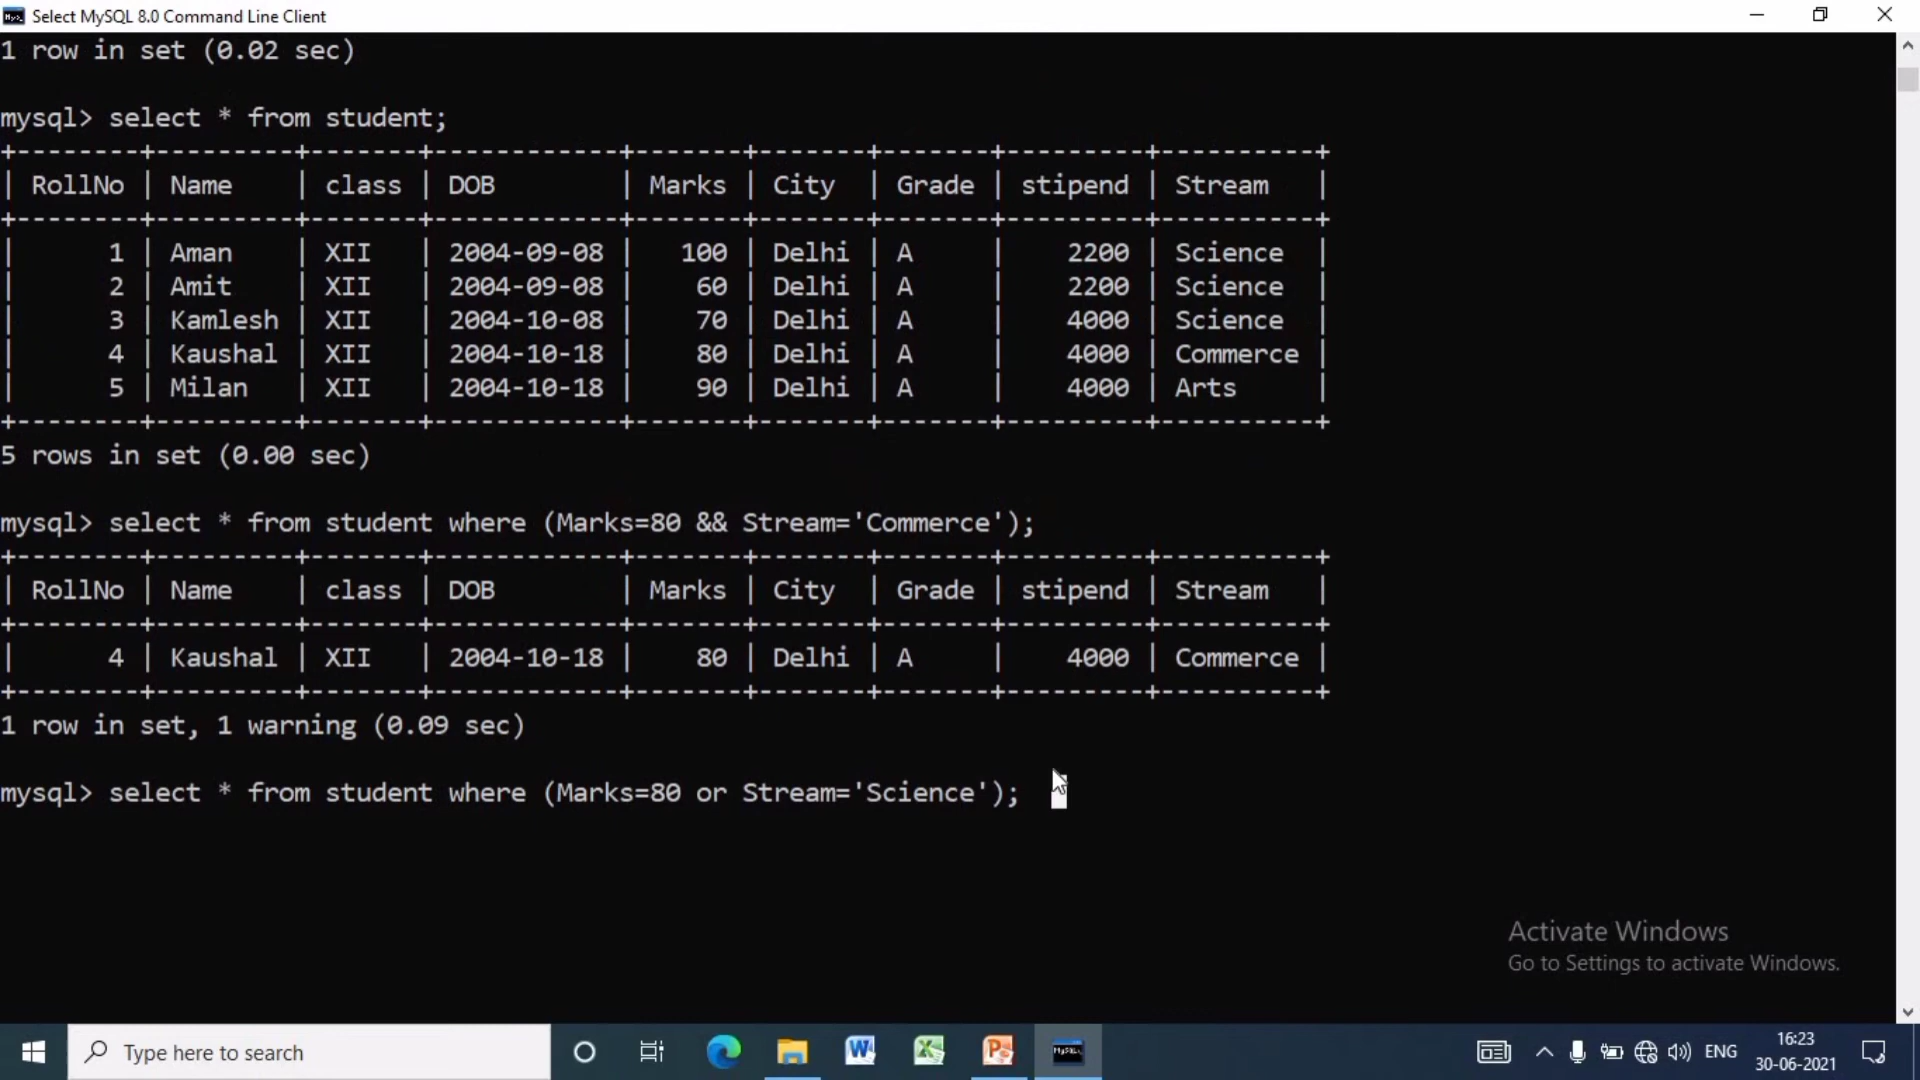 Select MySQL 8.0 Command Line Client
1 row in set (0.02 sec)
mysql> select * from student;
+--------+---------+-------+------------+-------+-------+-------+---------+----------+
| RollNo | Name    | class | DOB        | Marks | City  | Grade | stipend | Stream   |
+--------+---------+-------+------------+-------+-------+-------+---------+----------+
|      1 | Aman    | XII   | 2004-09-08 |   100 | Delhi | A     |    2200 | Science  |
|      2 | Amit    | XII   | 2004-09-08 |    60 | Delhi | A     |    2200 | Science  |
|      3 | Kamlesh | XII   | 2004-10-08 |    70 | Delhi | A     |    4000 | Science  |
|      4 | Kaushal | XII   | 2004-10-18 |    80 | Delhi | A     |    4000 | Commerce |
|      5 | Milan   | XII   | 2004-10-18 |    90 | Delhi | A     |    4000 | Arts     |
+--------+---------+-------+------------+-------+-------+-------+---------+----------+
5 rows in set (0.00 sec)
mysql> select * from student where (Marks=80 && Stream='Commerce');
+--------+---------+-------+------------+-------+-------+-------+---------+----------+
| RollNo | Name    | class | DOB        | Marks | City  | Grade | stipend | Stream   |
+--------+---------+-------+------------+-------+-------+-------+---------+----------+
|      4 | Kaushal | XII   | 2004-10-18 |    80 | Delhi | A     |    4000 | Commerce |
+--------+---------+-------+------------+-------+-------+-------+---------+----------+
1 row in set, 1 warning (0.09 sec)
mysql> select * from student where (Marks=80 or Stream='Science');
Activate Windows
Go to Settings to activate Windows.
Type here to search
ENG
16:23
30-06-2021